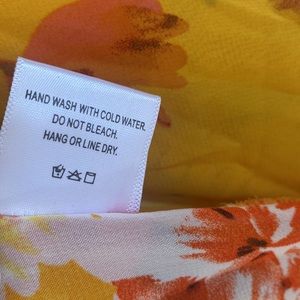 HAND WASH WITH COLD WATER.
DO NOT BLEACH.
HANG OR LINE DRY.